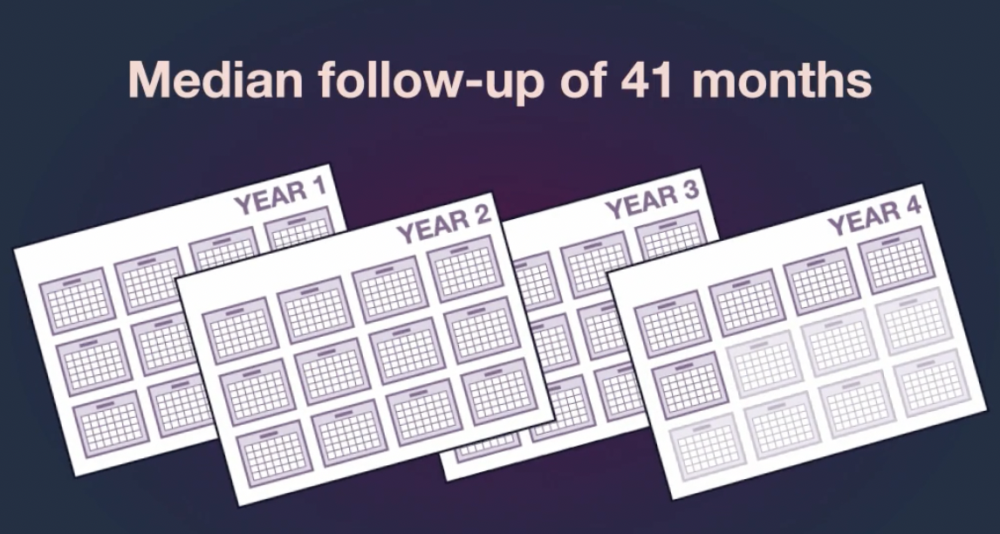 Median follow-up of 41 months
YEAR 1
YEAR 2
YEAR 3
YEAR 4